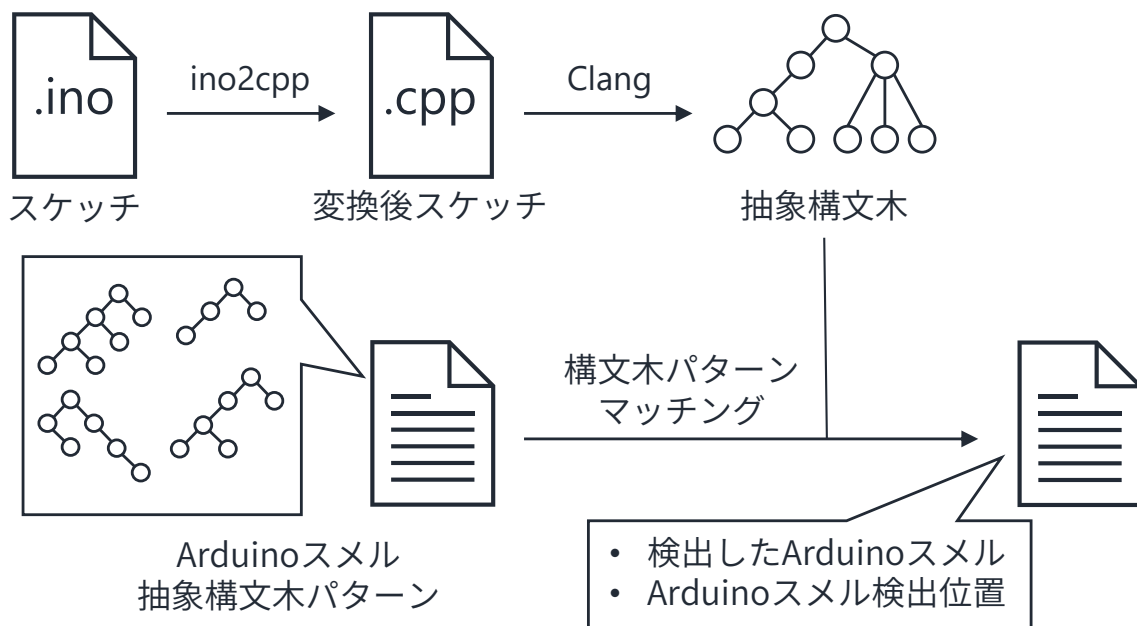 .ino
ino2cpp
.cpp
Clang
スケッチ
変換後スケッチ
抽象構文木
構文木パターン
マッチング
Arduinoスメル
抽象構文木パターン
• 検出したArduinoスメル
• Arduinoスメル検出位置